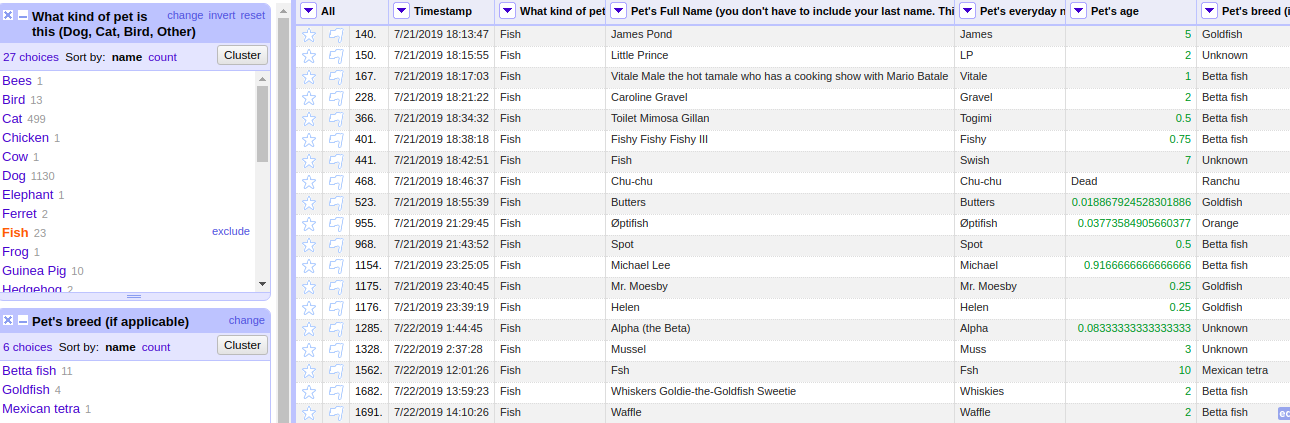 What kind of pet is this (Dog, Cat, Bird, Other) change invert reset
27 choices Sort by: name count Cluster
Bees 1
Bird 13
Cat 499
Chicken 1
Cow 1
Dog 1130
Elephant 1
Ferret 2
Fish 23 exclude
Frog 1
Guinea Pig 10
Hedgehog 2
Pet's breed (if applicable) change
6 choices Sort by: name count Cluster
Betta fish 11
Goldfish 4
Mexican tetra 1
All Timestamp What kind of pet Pet's Full Name (you don't have to include your last name. Thi Pet's everyday n Pet's age Pet's breed (i
140. 7/21/2019 18:13:47 Fish James Pond James 5 Goldfish
150. 7/21/2019 18:15:55 Fish Little Prince LP 2 Unknown
167. 7/21/2019 18:17:03 Fish Vitale Male the hot tamale who has a cooking show with Mario Batale Vitale 1 Betta fish
228. 7/21/2019 18:21:22 Fish Caroline Gravel Gravel 2 Betta fish
366. 7/21/2019 18:34:32 Fish Toilet Mimosa Gillan Togimi 0.5 Betta fish
401. 7/21/2019 18:38:18 Fish Fishy Fishy Fishy III Fishy 0.75 Betta fish
441. 7/21/2019 18:42:51 Fish Fish Swish 7 Unknown
468. 7/21/2019 18:46:37 Fish Chu-chu Chu-chu Dead Ranchu
523. 7/21/2019 18:55:39 Fish Butters Butters 0.018867924528301886 Goldfish
955. 7/21/2019 21:29:45 Fish Øptifish Øptifish 0.03773584905660377 Orange
968. 7/21/2019 21:43:52 Fish Spot Spot 0.5 Betta fish
1154. 7/21/2019 23:25:05 Fish Michael Lee Michael 0.9166666666666666 Betta fish
1175. 7/21/2019 23:40:45 Fish Mr. Moesby Mr. Moesby 0.25 Goldfish
1176. 7/21/2019 23:39:19 Fish Helen Helen 0.25 Goldfish
1285. 7/22/2019 1:44:45 Fish Alpha (the Beta) Alpha 0.08333333333333333 Unknown
1328. 7/22/2019 2:37:28 Fish Mussel Muss 3 Unknown
1562. 7/22/2019 12:01:26 Fish Fsh Fsh 10 Mexican tetra
1682. 7/22/2019 13:59:23 Fish Whiskers Goldie-the-Goldfish Sweetie Whiskies 2 Betta fish
1691. 7/22/2019 14:10:26 Fish Waffle Waffle 2 Betta fish